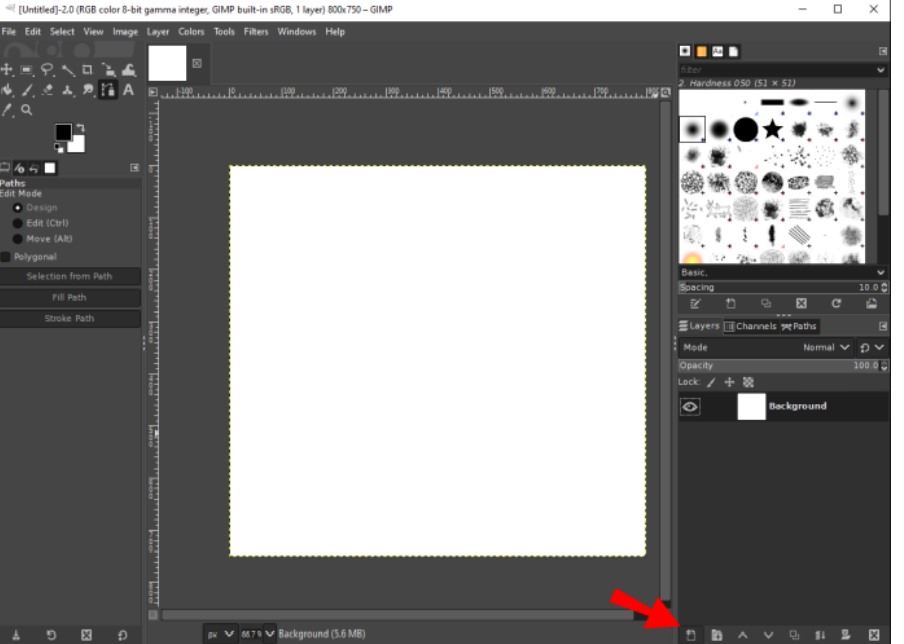 [Untitled]-2.0 (RGB color 8-bit gamma integer, GIMP built-in sRGB, 1 layer) 800x750 – GIMP
File Edit Select View Image Layer Colors Tools Filters Windows Help
filter
2. Hardness 050 (51 × 51)
Paths
Edit Mode
Design
Edit (Ctrl)
Move (Alt)
Polygonal
Selection from Path
Fill Path
Stroke Path
Basic,
Spacing 10.0
Layers Channels Paths
Mode Normal
Opacity 100.0
Lock:
Background
px 66.7 Background (5.6 MB)